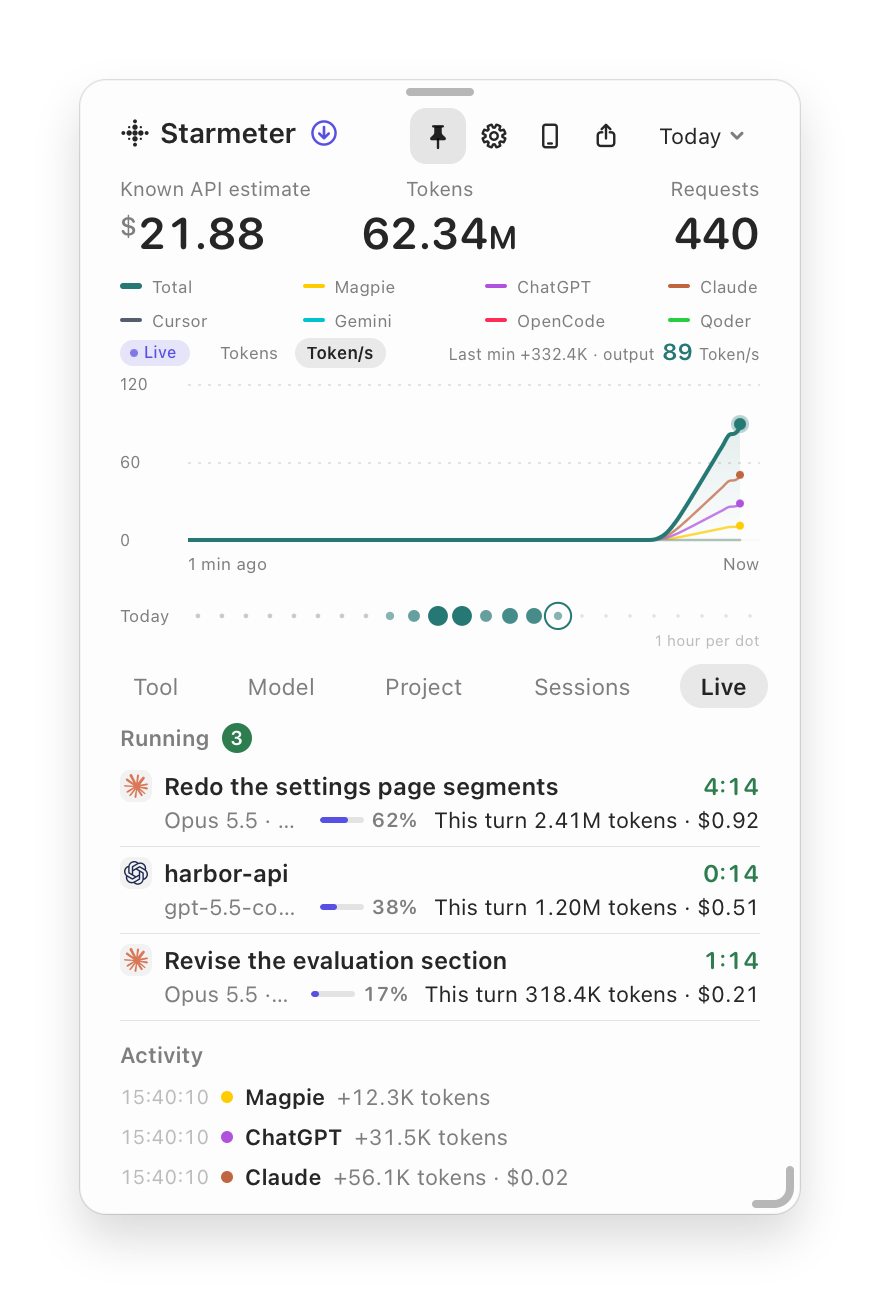 Starmeter Today
Known API estimate Tokens Requests
$21.88 62.34M 440
Total Magpie ChatGPT Claude
Cursor Gemini OpenCode Qoder
Live Tokens Token/s Last min +332.4K · output 89 Token/s
120
60
0
1 min ago Now
Today
1 hour per dot
Tool Model Project Sessions Live
Running 3
Redo the settings page segments 4:14
Opus 5.5 · ... 62% This turn 2.41M tokens · $0.92
harbor-api 0:14
gpt-5.5-co... 38% This turn 1.20M tokens · $0.51
Revise the evaluation section 1:14
Opus 5.5 ·... 17% This turn 318.4K tokens · $0.21
Activity
15:40:10 Magpie +12.3K tokens
15:40:10 ChatGPT +31.5K tokens
15:40:10 Claude +56.1K tokens · $0.02